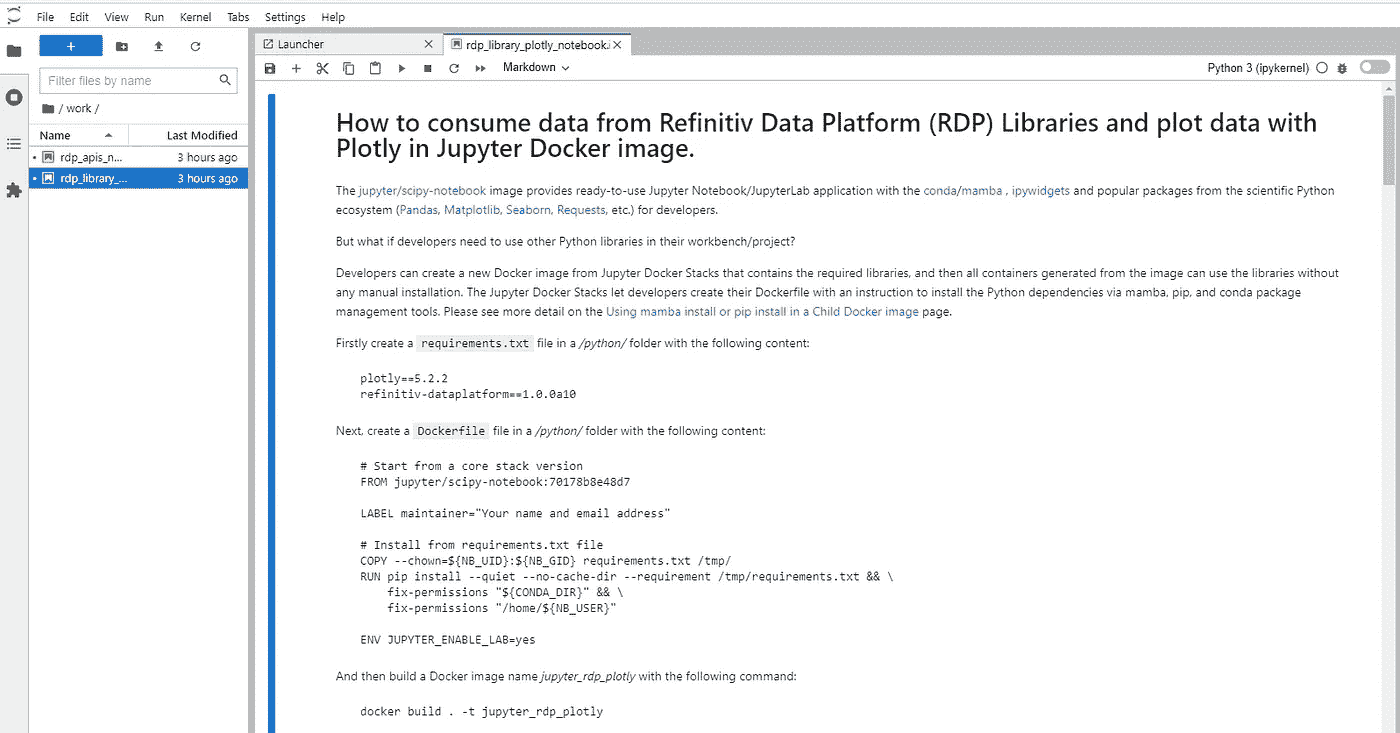 File Edit View Run Kernel Tabs Settings Help
+
Filter files by name
/ work /
Name Last Modified
rdp_apis_n... 3 hours ago
rdp_library_... 3 hours ago
Launcher
rdp_library_plotly_notebook.i
Markdown
Python 3 (ipykernel)
How to consume data from Refinitiv Data Platform (RDP) Libraries and plot data with
Plotly in Jupyter Docker image.
The jupyter/scipy-notebook image provides ready-to-use Jupyter Notebook/JupyterLab application with the conda/mamba , ipywidgets and popular packages from the scientific Python
ecosystem (Pandas, Matplotlib, Seaborn, Requests, etc.) for developers.
But what if developers need to use other Python libraries in their workbench/project?
Developers can create a new Docker image from Jupyter Docker Stacks that contains the required libraries, and then all containers generated from the image can use the libraries without
any manual installation. The Jupyter Docker Stacks let developers create their Dockerfile with an instruction to install the Python dependencies via mamba, pip, and conda package
management tools. Please see more detail on the Using mamba install or pip install in a Child Docker image page.
Firstly create a requirements.txt file in a /python/ folder with the following content:
plotly==5.2.2
refinitiv-dataplatform==1.0.0a10
Next, create a Dockerfile file in a /python/ folder with the following content:
# Start from a core stack version
FROM jupyter/scipy-notebook:70178b8e48d7
LABEL maintainer="Your name and email address"
# Install from requirements.txt file
COPY --chown=${NB_UID}:${NB_GID} requirements.txt /tmp/
RUN pip install --quiet --no-cache-dir --requirement /tmp/requirements.txt && \
fix-permissions "${CONDA_DIR}" && \
fix-permissions "/home/${NB_USER}"
ENV JUPYTER_ENABLE_LAB=yes
And then build a Docker image name jupyter_rdp_plotly with the following command:
docker build . -t jupyter_rdp_plotly